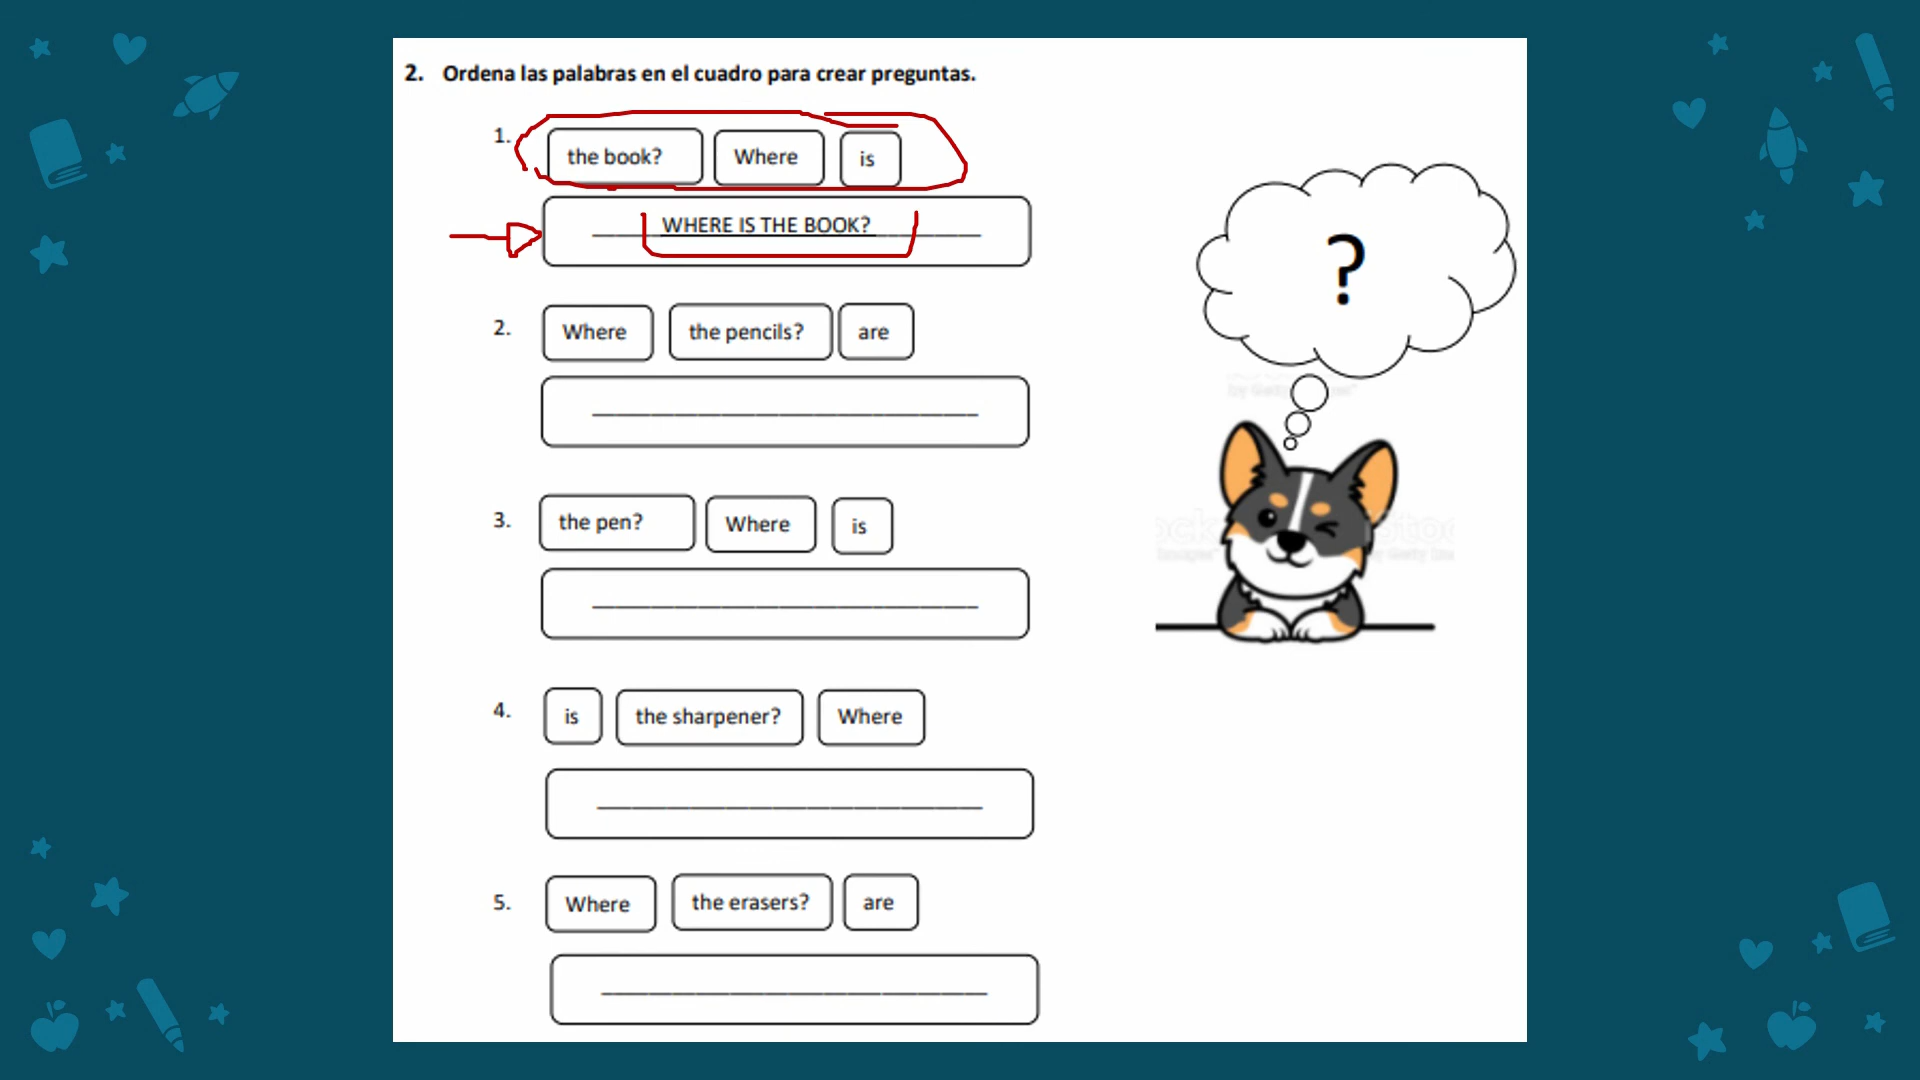 2. Ordena las palabras en el cuadro para crear preguntas.
1. the book? Where is
WHERE IS THE BOOK?
?
2. Where the pencils? are
3. the pen? Where is
4. is the sharpener? Where
5. Where the erasers? are